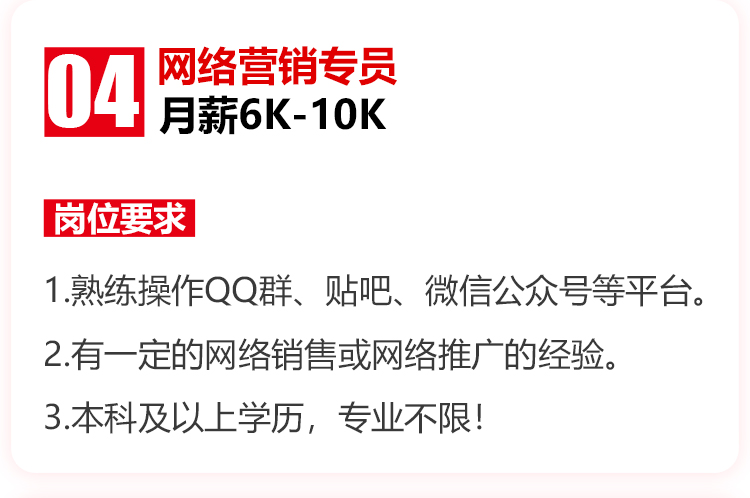 04
网络营销专员
月薪6K-10K
岗位要求
1.熟练操作QQ群、贴吧、微信公众号等平台。
2.有一定的网络销售或网络推广的经验。
3.本科及以上学历，专业不限！